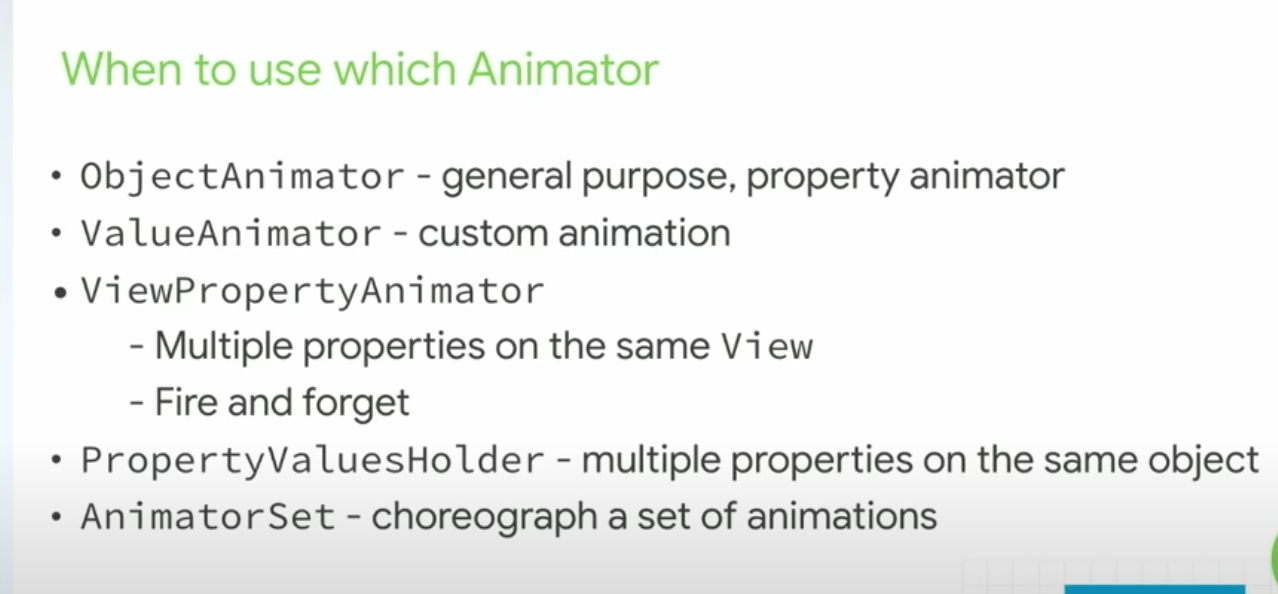 When to use which Animator
• ObjectAnimator - general purpose, property animator
• ValueAnimator - custom animation
• ViewPropertyAnimator
- Multiple properties on the same View
- Fire and forget
• PropertyValuesHolder - multiple properties on the same object
• AnimatorSet - choreograph a set of animations